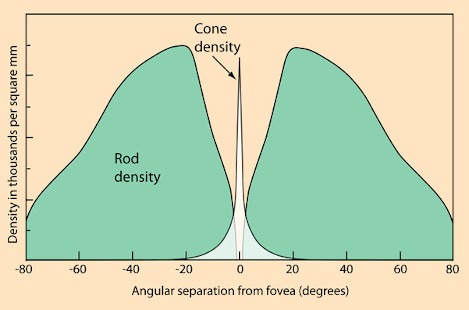 Cone
density
Rod
density
Density in thousands per square mm
-80 -60 -40 -20 0 20 40 60 80
Angular separation from fovea (degrees)